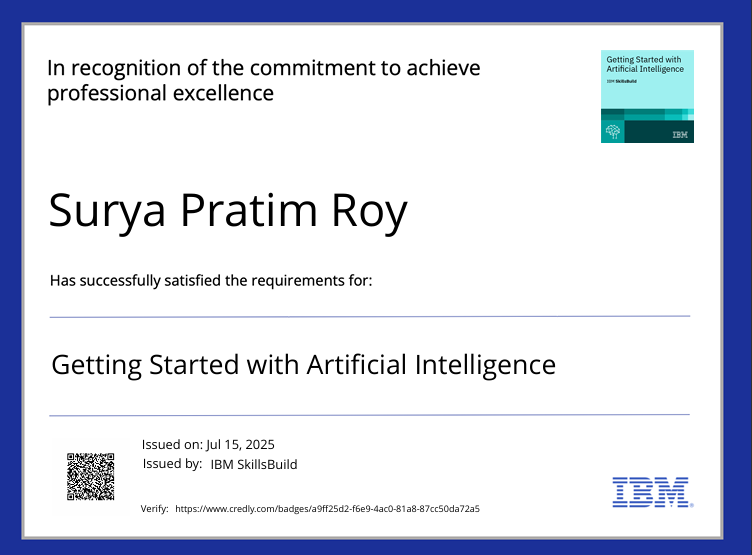 In recognition of the commitment to achieve
professional excellence
Getting Started with
Artificial Intelligence
IBM SkillsBuild
IBM
Surya Pratim Roy
Has successfully satisfied the requirements for:
Getting Started with Artificial Intelligence
Issued on: Jul 15, 2025
Issued by: IBM SkillsBuild
Verify: https://www.credly.com/badges/a9ff25d2-f6e9-4ac0-81a8-87cc50da72a5
IBM®